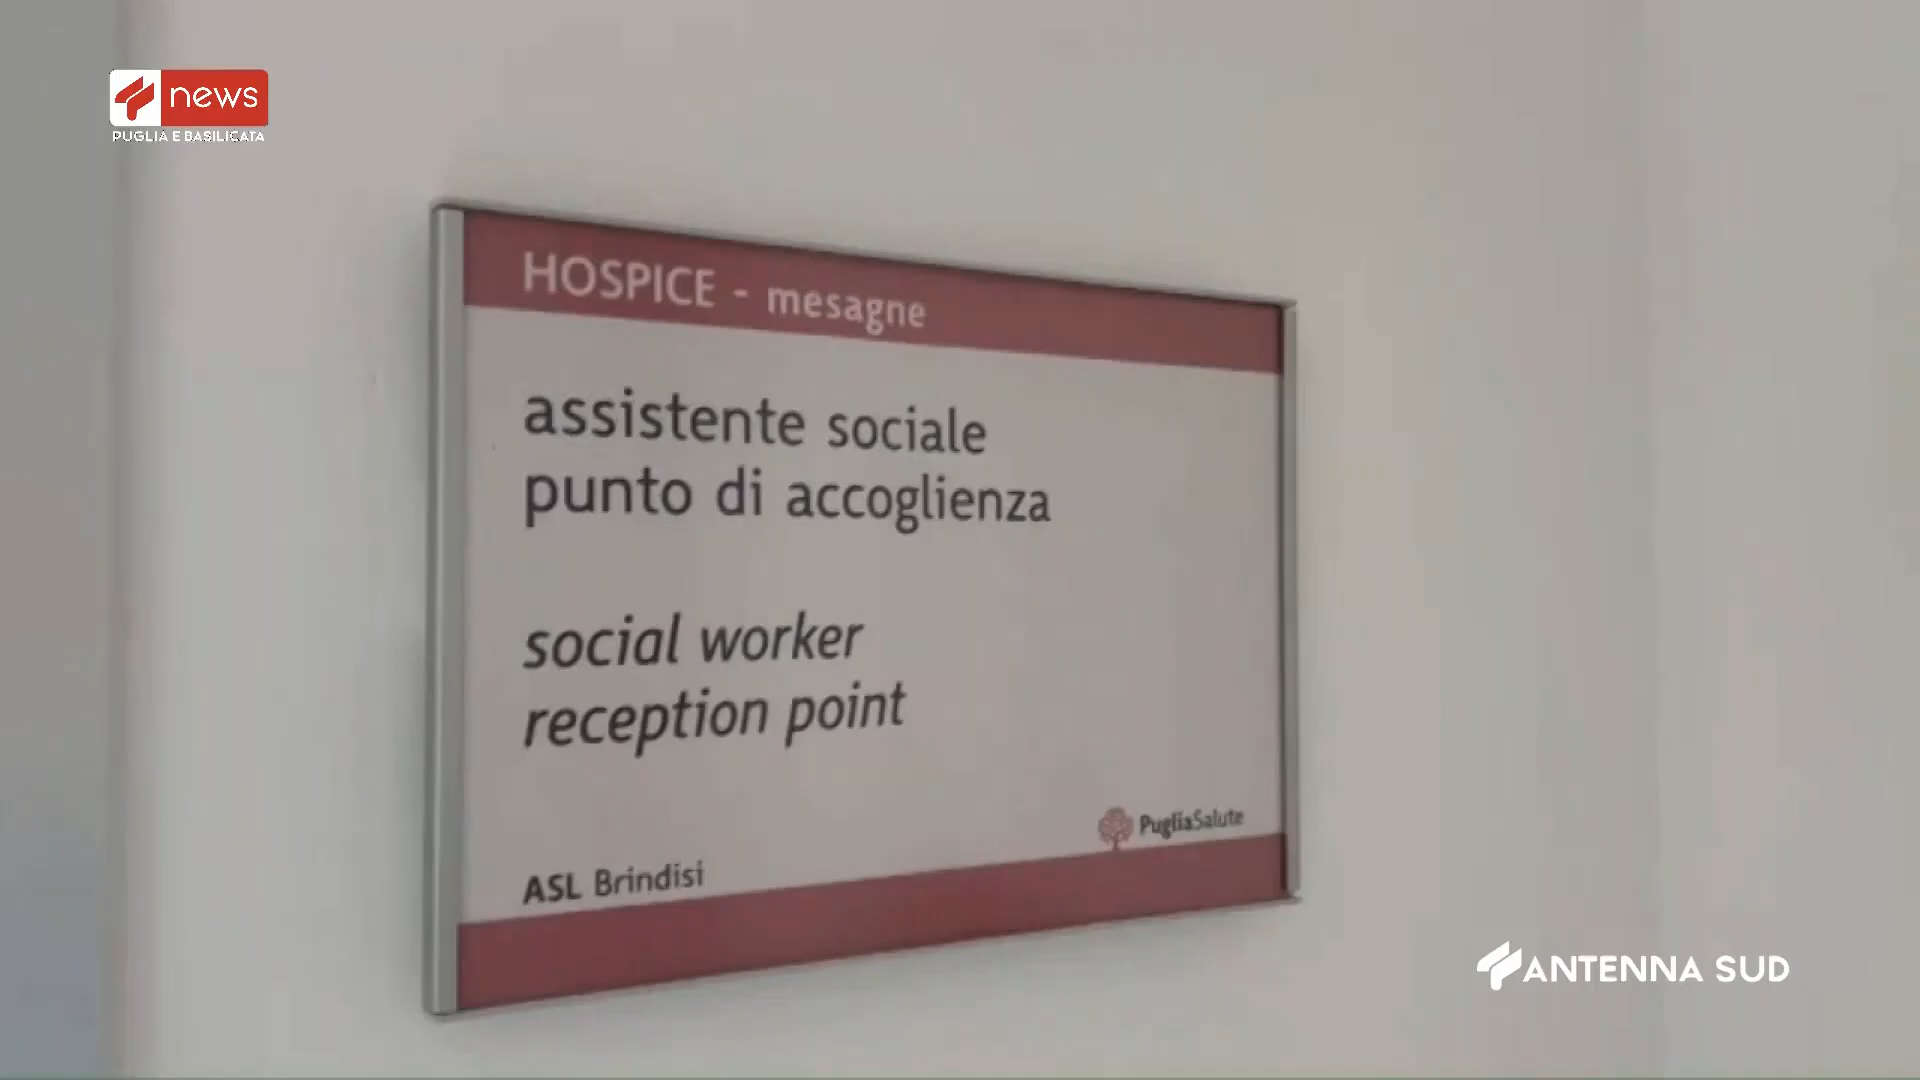 news
PUGLIA E BASILICATA
HOSPICE - mesagne
assistente sociale
punto di accoglienza
social worker
reception point
PugliaSalute
ASL Brindisi
ANTENNA SUD